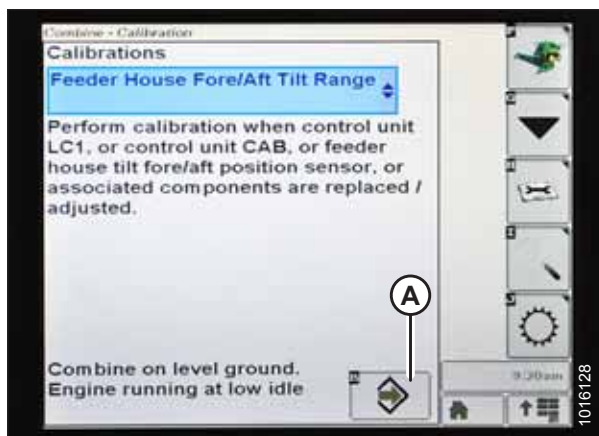 Combine - Calibration
Calibrations
Feeder House Fore/Aft Tilt Range
Perform calibration when control unit
LC1, or control unit CAB, or feeder
house tilt fore/aft position sensor, or
associated components are replaced /
adjusted.
A
Combine on level ground.
Engine running at low idle
9:20am
1016128